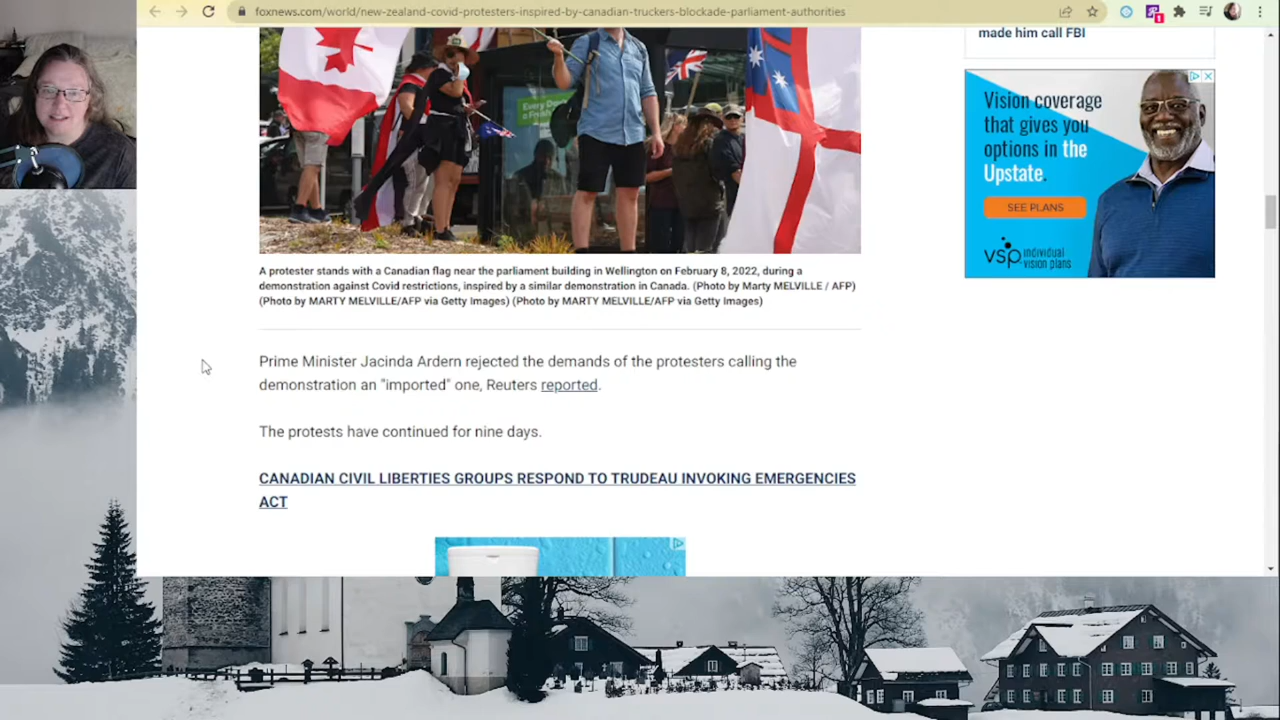 foxnews.com/world/new-zealand-covid-protesters-inspired-by-canadian-truckers-blockade-parliament-authorities
made him call FBI
Vision coverage
that gives you
options in the
Upstate.
SEE PLANS
vsp individual
vision plans
A protester stands with a Canadian flag near the parliament building in Wellington on February 8, 2022, during a
demonstration against Covid restrictions, inspired by a similar demonstration in Canada. (Photo by Marty MELVILLE / AFP)
(Photo by MARTY MELVILLE/AFP via Getty Images) (Photo by MARTY MELVILLE/AFP via Getty Images)
Prime Minister Jacinda Ardern rejected the demands of the protesters calling the
demonstration an "imported" one, Reuters reported.
The protests have continued for nine days.
CANADIAN CIVIL LIBERTIES GROUPS RESPOND TO TRUDEAU INVOKING EMERGENCIES
ACT